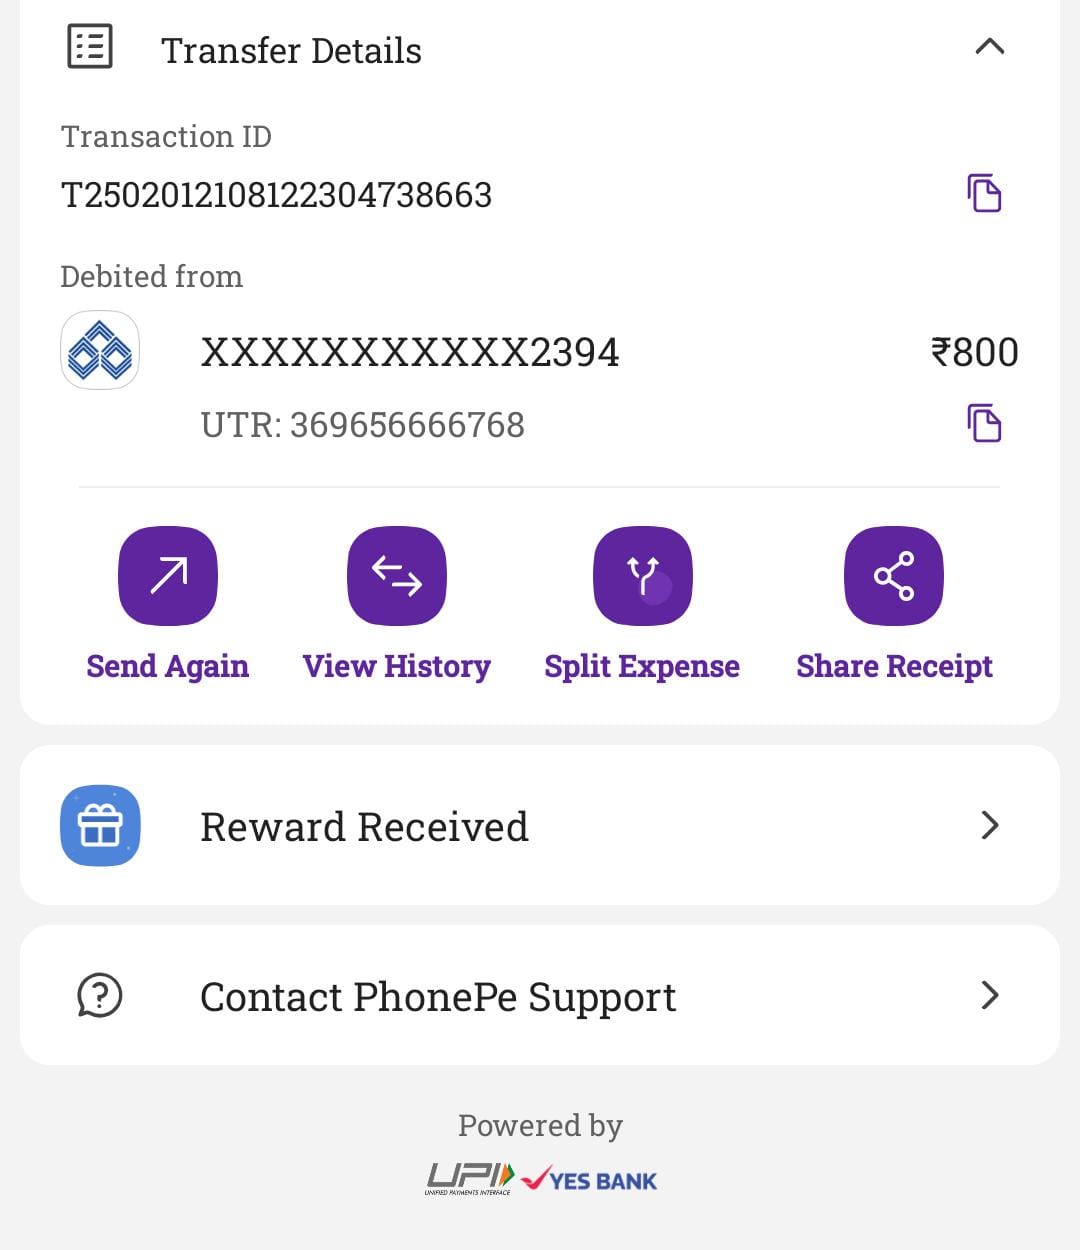 Transfer Details
Transaction ID
T2502012108122304738663
Debited from
XXXXXXXXXXX2394
₹800
UTR: 369656666768
Send Again
View History
Split Expense
Share Receipt
Reward Received
Contact PhonePe Support
Powered by
UPI
UNIFIED PAYMENTS INTERFACE
YES BANK